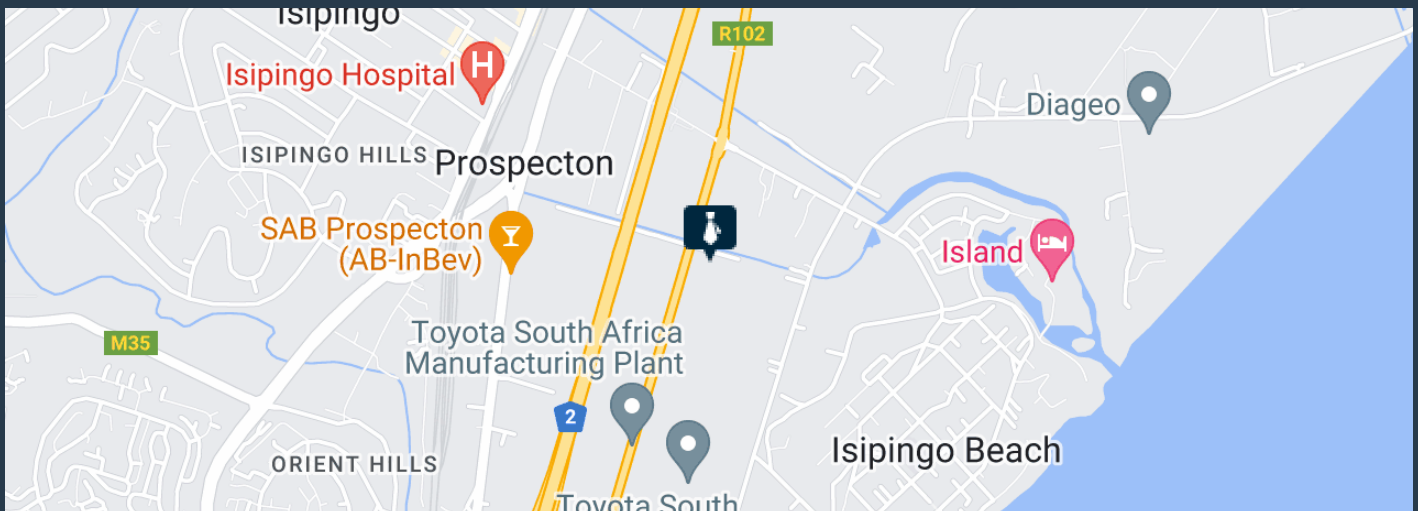 Isipingo
R102
Isipingo Hospital
H
Diageo
ISIPINGO HILLS
Prospecton
SAB Prospecton
(AB-InBev)
Island
Toyota South Africa
Manufacturing Plant
M35
2
Isipingo Beach
ORIENT HILLS
Toyota South